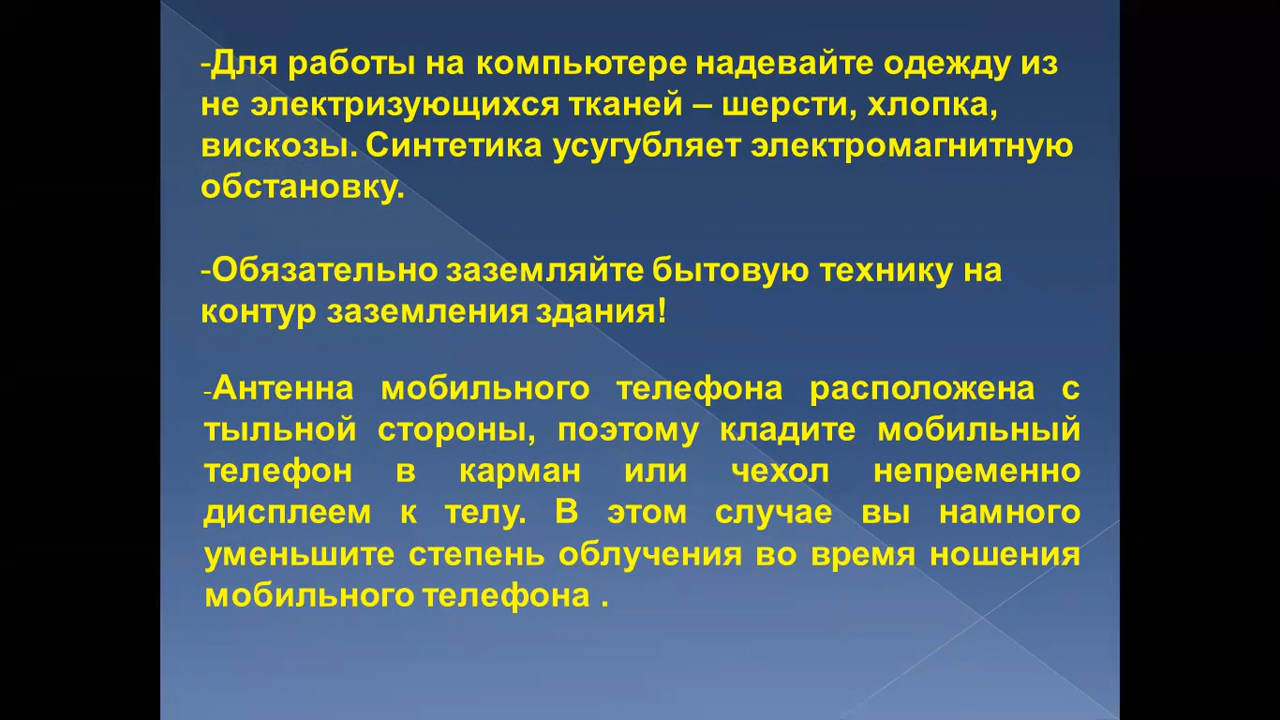 -Для работы на компьютере надевайте одежду из
не электризующихся тканей – шерсти, хлопка,
вискозы. Синтетика усугубляет электромагнитную
обстановку.
-Обязательно заземляйте бытовую технику на
контур заземления здания!
-Антенна мобильного телефона расположена с
тыльной стороны, поэтому кладите мобильный
телефон в карман или чехол непременно
дисплеем к телу. В этом случае вы намного
уменьшите степень облучения во время ношения
мобильного телефона .